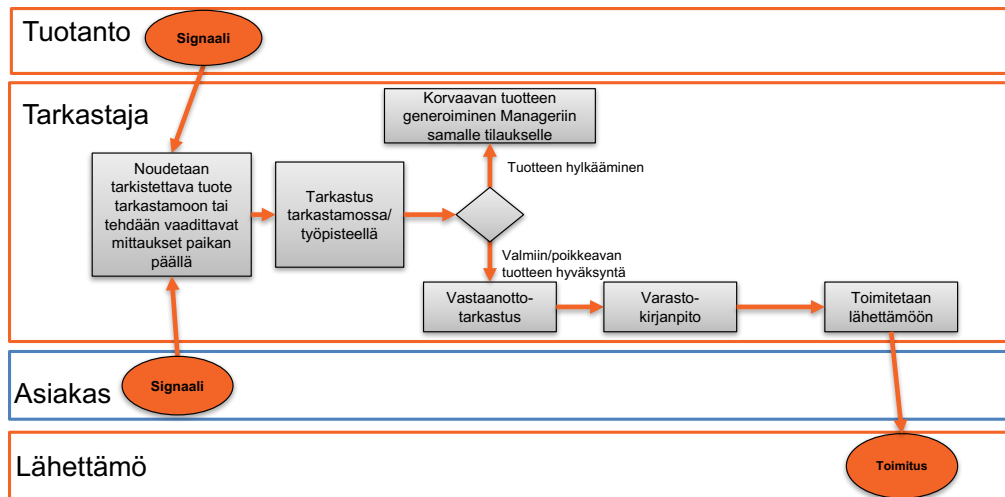 Tuotanto
Signaali
Tarkastaja
Korvaavan tuotteen
generoiminen Manageriin
samalle tilaukselle
Noudetaan
tarkistettava tuote
tarkastamoon tai
tehdään vaadittavat
mittaukset paikan
päällä
Tarkastus
tarkastamossa/
työpisteellä
Tuotteen hylkääminen
Valmiin/poikkeavan
tuotteen hyväksyntä
Vastaanotto-
tarkastus
Varasto-
kirjanpito
Toimitetaan
lähettämöön
Asiakas
Signaali
Lähettämö
Toimitus